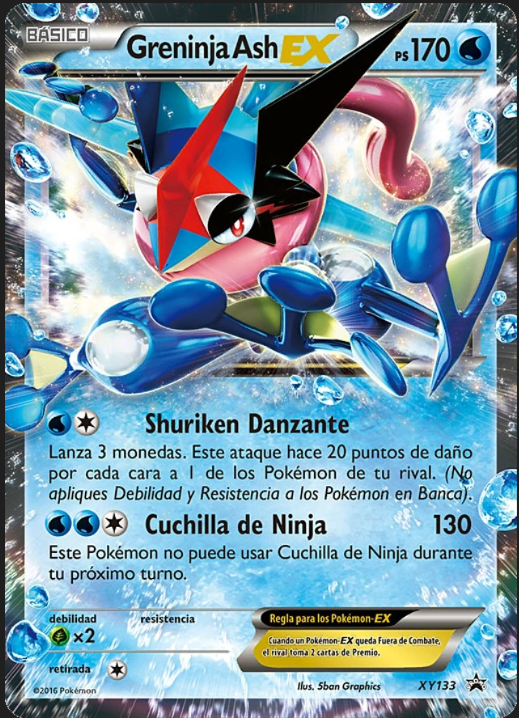 BÁSICO
Greninja Ash EX
PS 170
Shuriken Danzante
Lanza 3 monedas. Este ataque hace 20 puntos de daño
por cada cara a 1 de los Pokémon de tu rival. (No
apliques Debilidad y Resistencia a los Pokémon en Banca).
Cuchilla de Ninja 130
Este Pokémon no puede usar Cuchilla de Ninja durante
tu próximo turno.
debilidad resistencia
×2
retirada
Regla para los Pokémon-EX
Cuando un Pokémon-EX queda Fuera de Combate,
el rival toma 2 cartas de Premio.
©2016 Pokémon Ilus. 5ban Graphics XY133